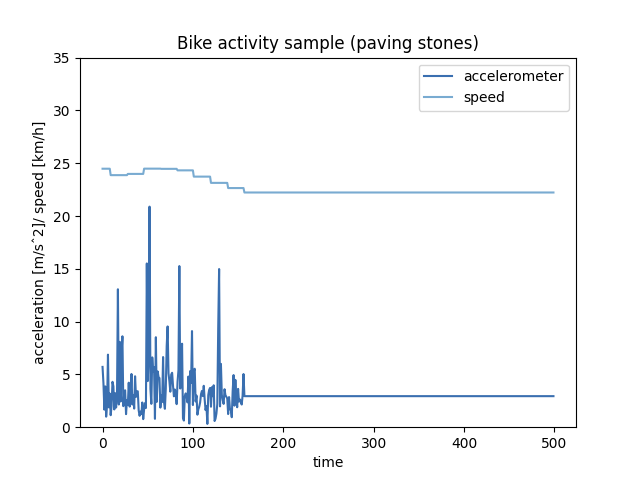 Bike activity sample (paving stones)
accelerometer
speed
acceleration [m/sˆ2]/ speed [km/h]
35
30
25
20
15
10
5
0
0 100 200 300 400 500
time